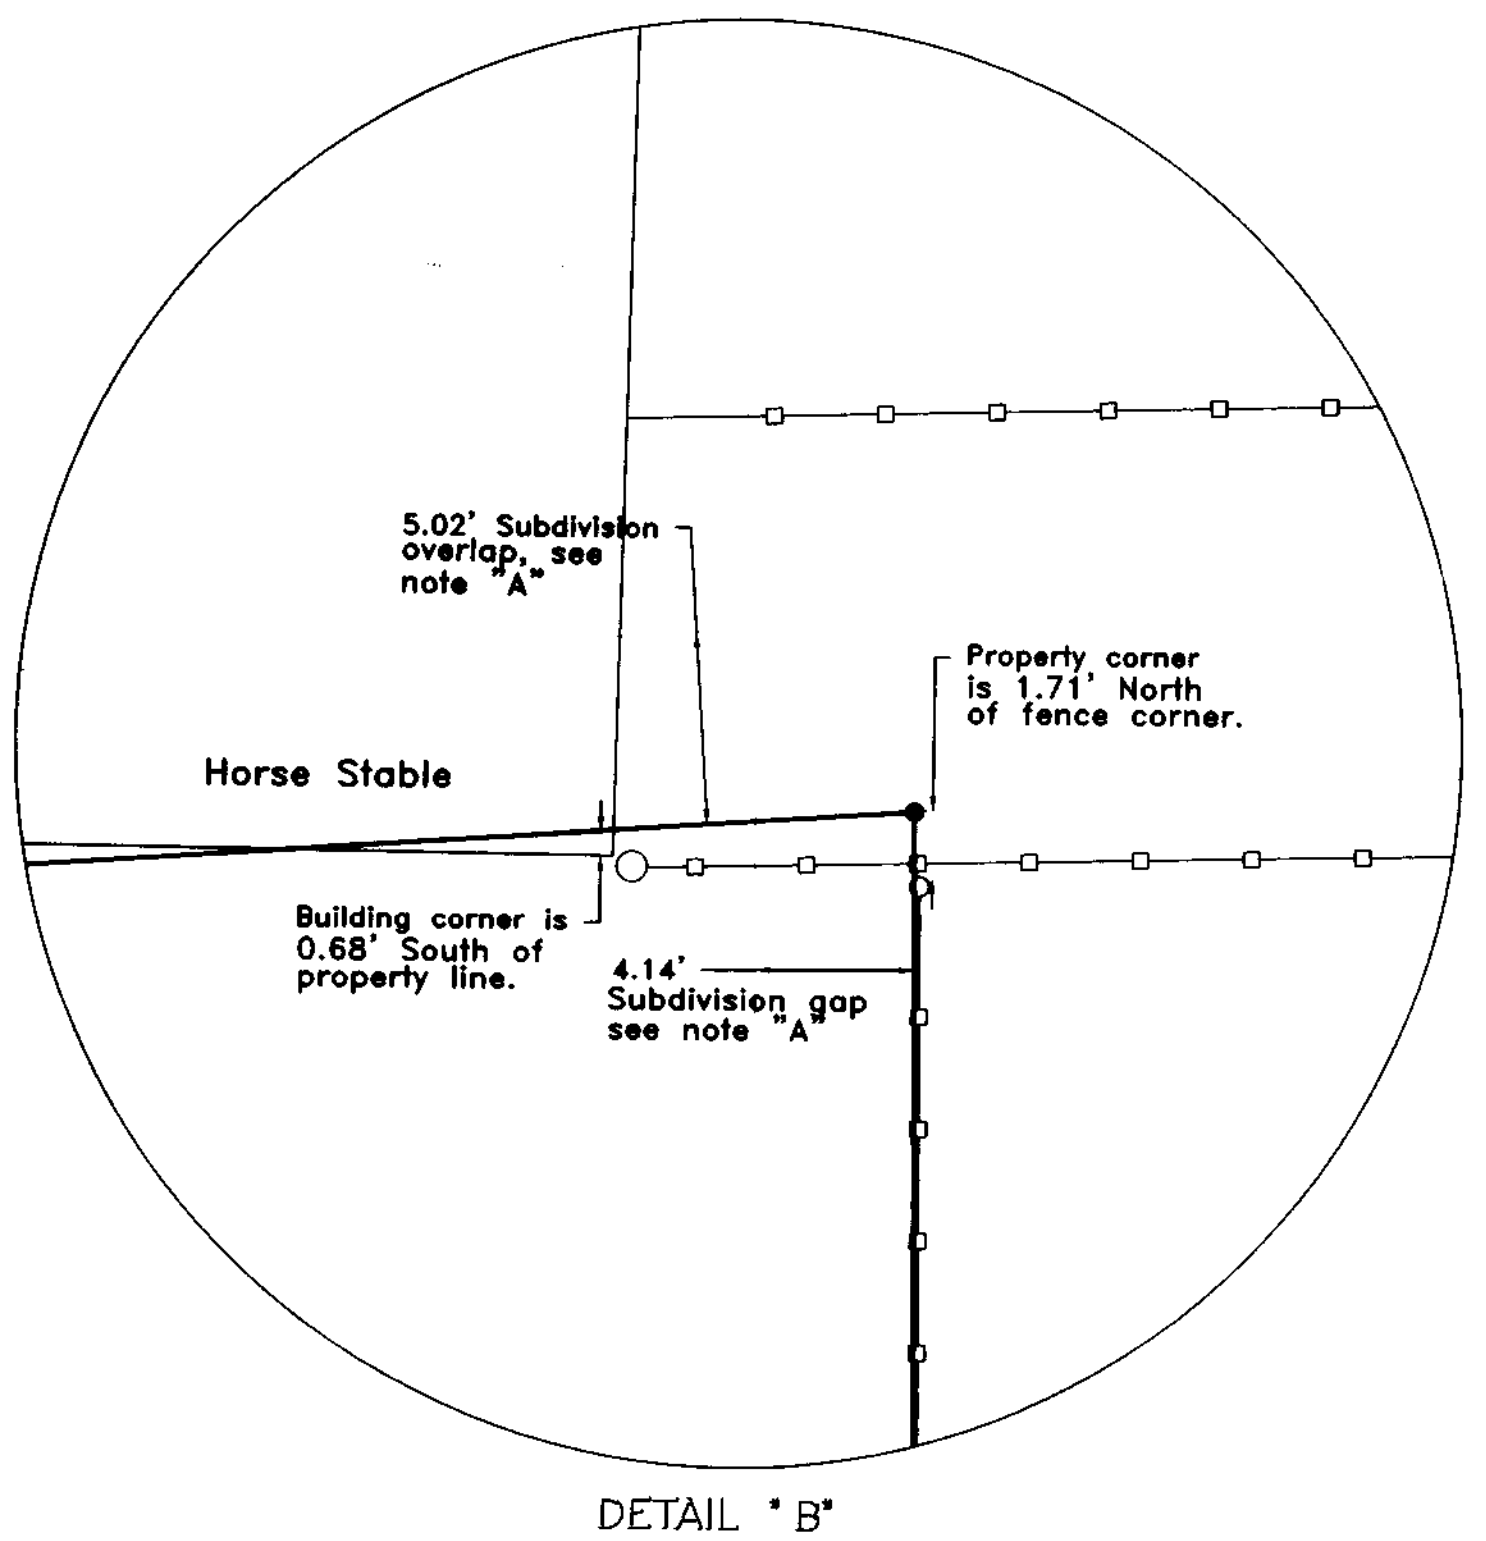 5.02' Subdivision
overlap, see
note "A"
Property corner
is 1.71' North
of fence corner.
Horse Stable
Building corner is
0.68' South of
property line.
4.14'
Subdivision gap
see note "A"
DETAIL "B"